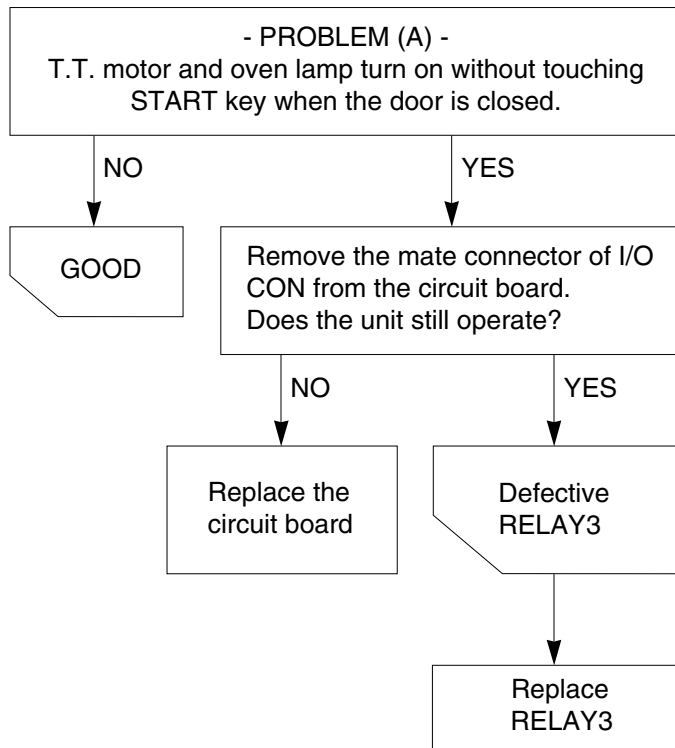 - PROBLEM (A) -
T.T. motor and oven lamp turn on without touching
START key when the door is closed.
NO
YES
GOOD
Remove the mate connector of I/O
CON from the circuit board.
Does the unit still operate?
NO
YES
Replace the
circuit board
Defective
RELAY3
Replace
RELAY3